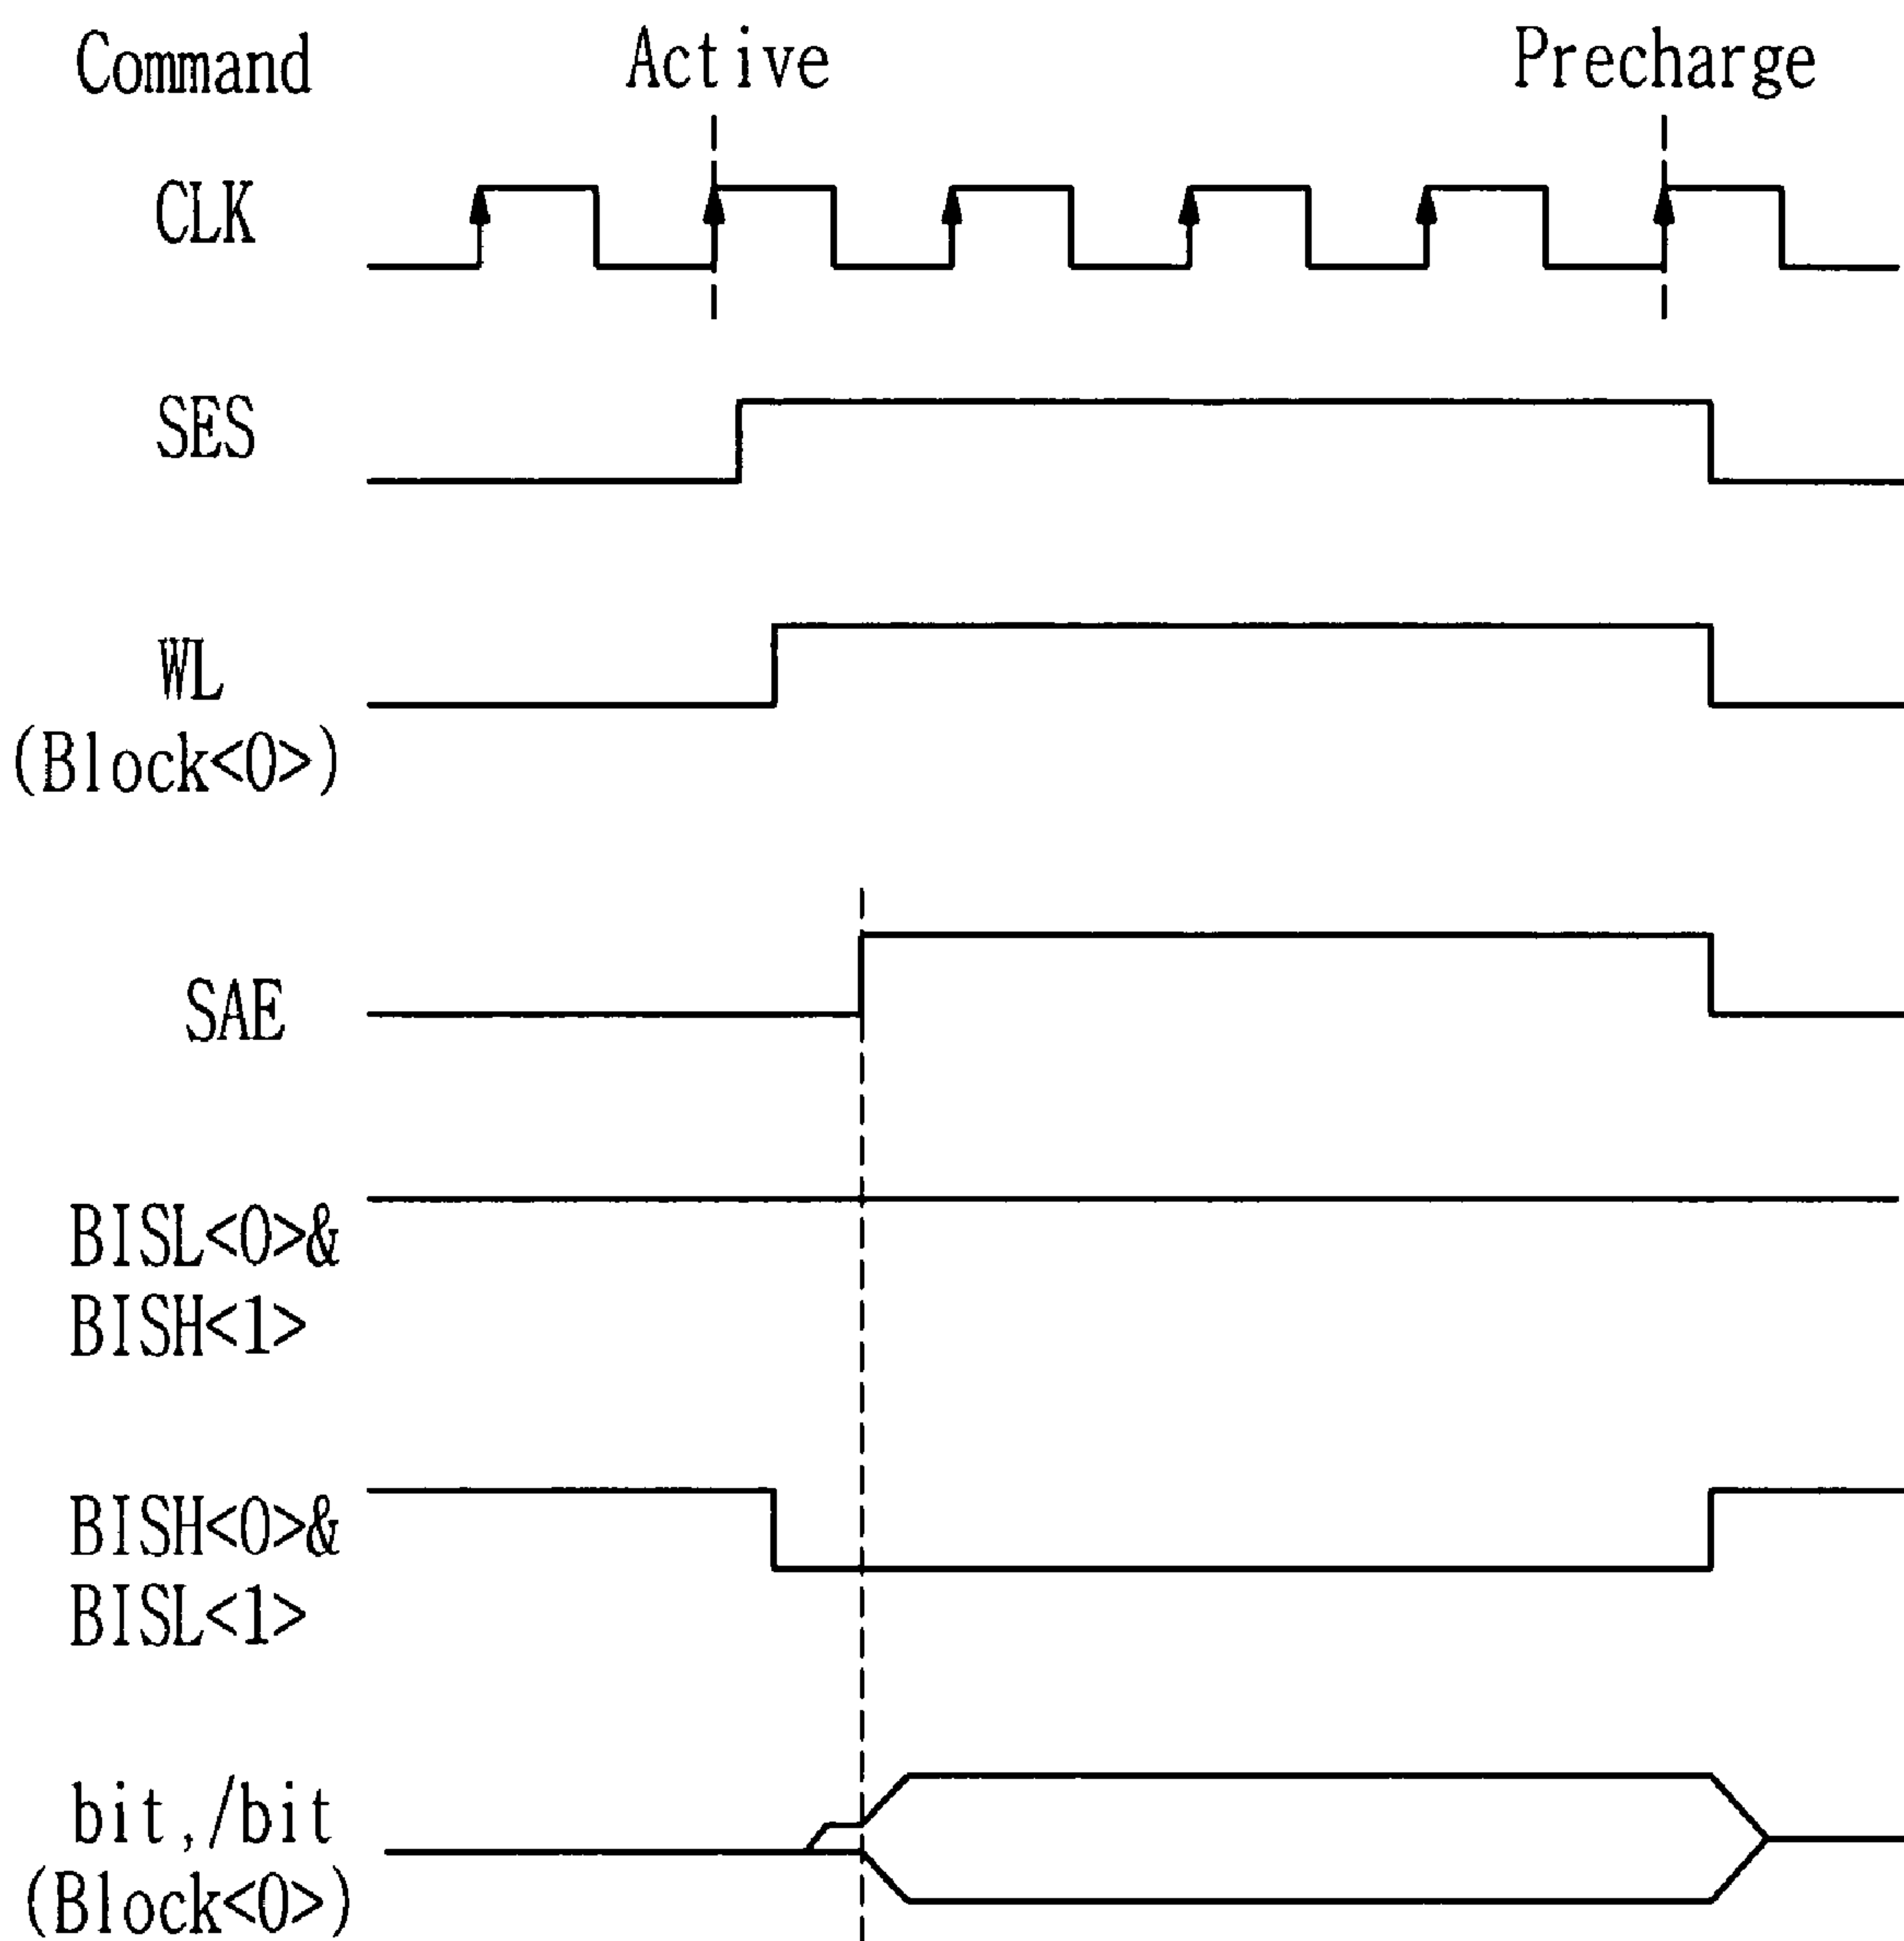 Command Active Precharge
CLK
SES
WL
(Block<0>)
SAE
BISL<0>&
BISH<1>
BISH<0>&
BISL<1>
bit,/bit
(Block<0>)